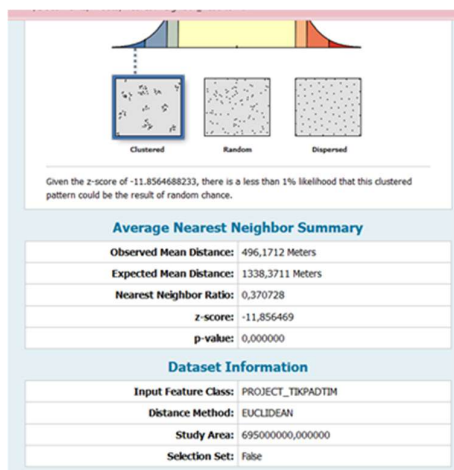 Clustered
Random
Dispersed
Given the z-score of -11.8564688233, there is a less than 1% likelihood that this clustered
pattern could be the result of random chance.
Average Nearest Neighbor Summary
Observed Mean Distance: 496,1712 Meters
Expected Mean Distance: 1338,3711 Meters
Nearest Neighbor Ratio: 0,370728
z-score: -11,856469
p-value: 0,000000
Dataset Information
Input Feature Class: PROJECT_TIKPADTIM
Distance Method: EUCLIDEAN
Study Area: 695000000,000000
Selection Set: False